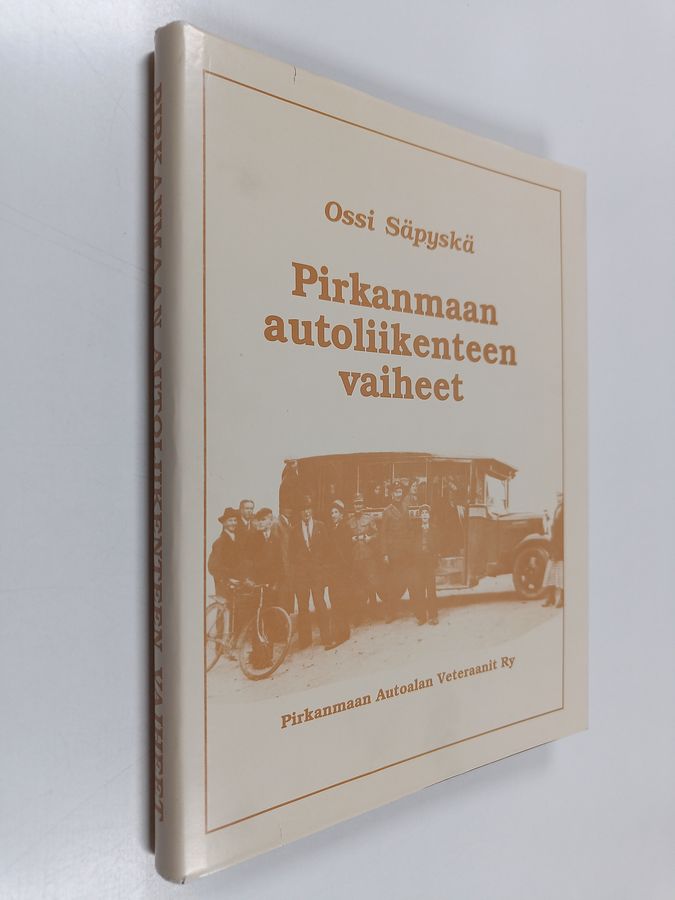 Ossi Säpyskä
Pirkanmaan
autoliikenteen
vaiheet
Pirkanmaan Autoalan Veteraanit Ry
PIRKANMAAN AUTOLIIKENTEEN VAIHEET